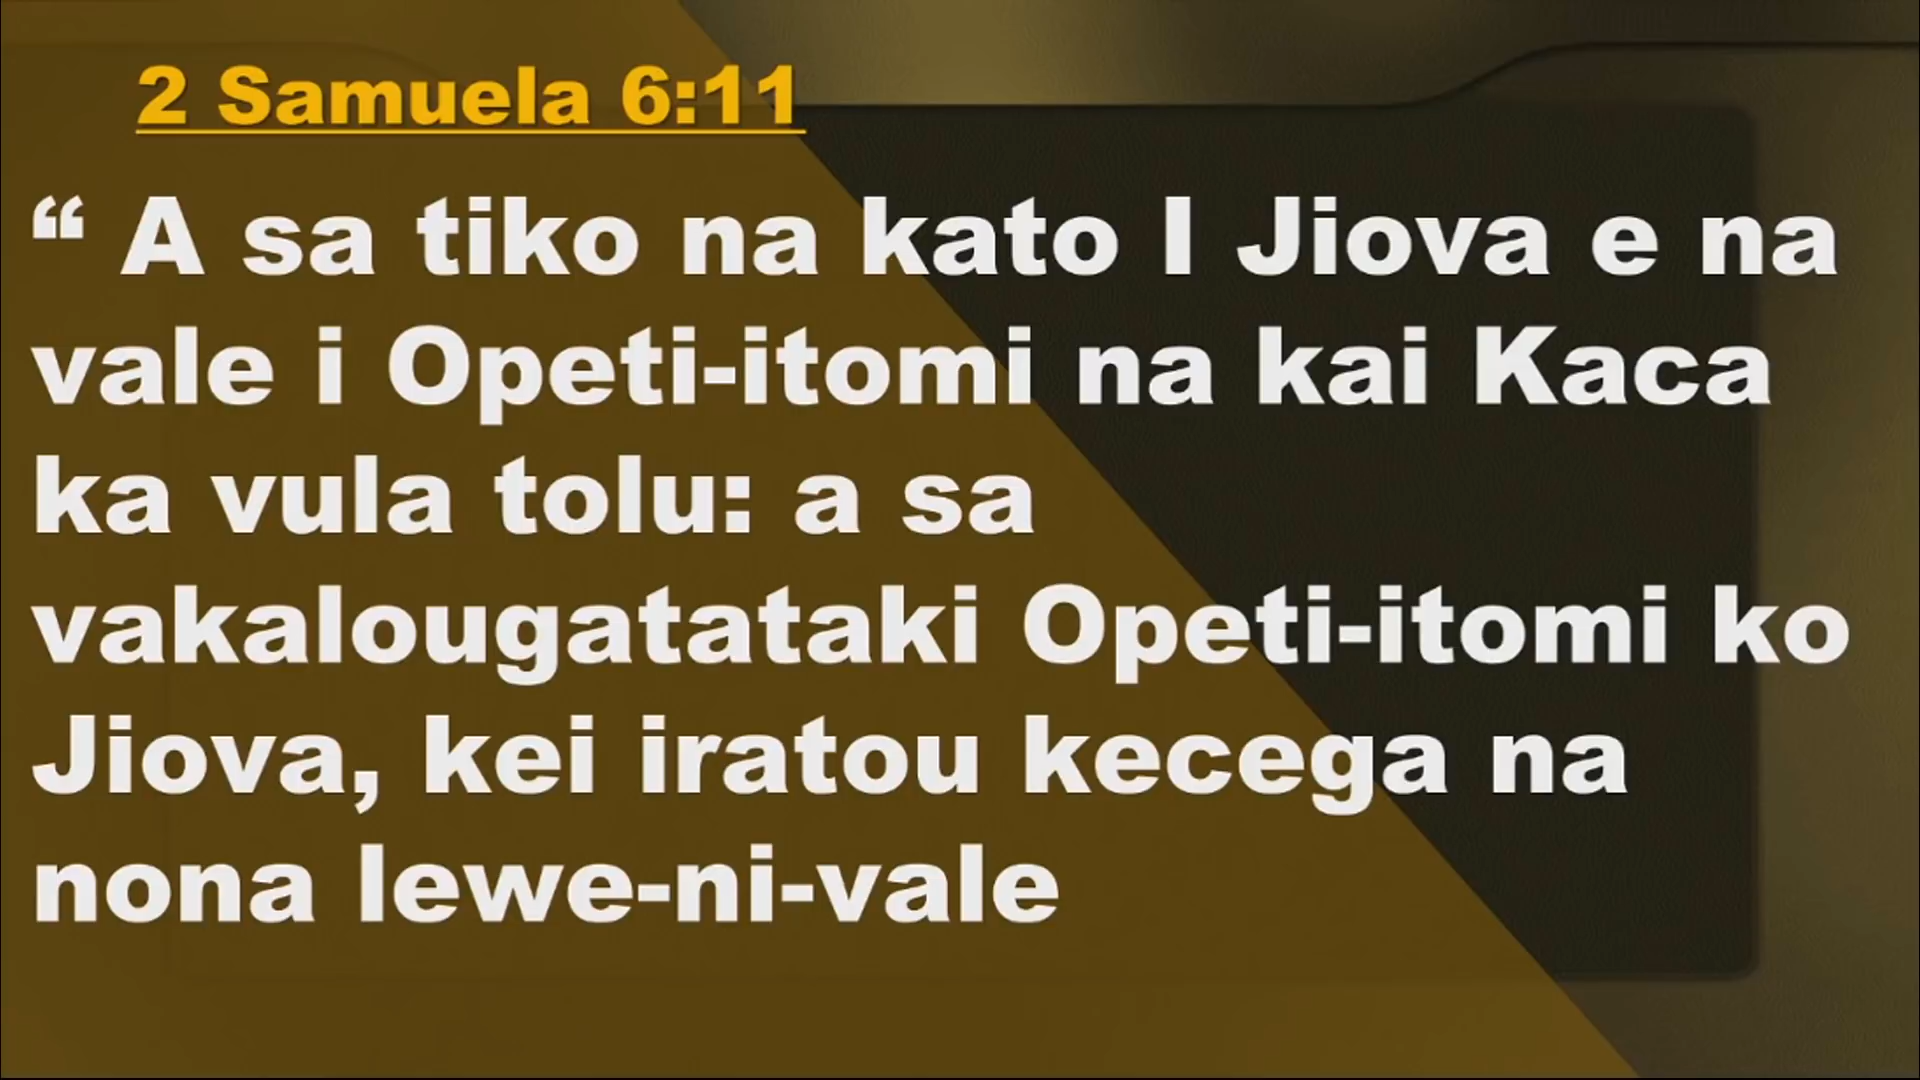 2 Samuela 6:11
“ A sa tiko na kato I Jiova e na
vale i Opeti-itomi na kai Kaca
ka vula tolu: a sa
vakalougatataki Opeti-itomi ko
Jiova, kei iratou kecega na
nona lewe-ni-vale